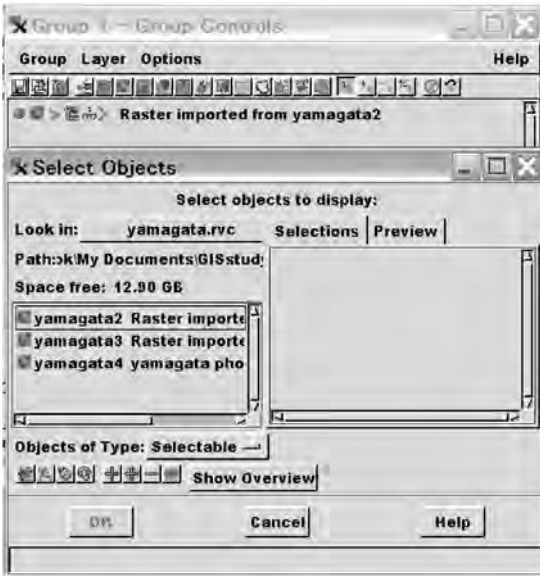 Group 1 - Group Controls
Group Layer Options Help
Raster imported from yamagata2
Select Objects
Select objects to display:
Look in: yamagata.rvc Selections Preview
Path:ok\My Documents\GISstudy
Space free: 12.90 GB
yamagata2 Raster importe
yamagata3 Raster importe
yamagata4 yamagata pho
Objects of Type: Selectable
Show Overview
OK Cancel Help